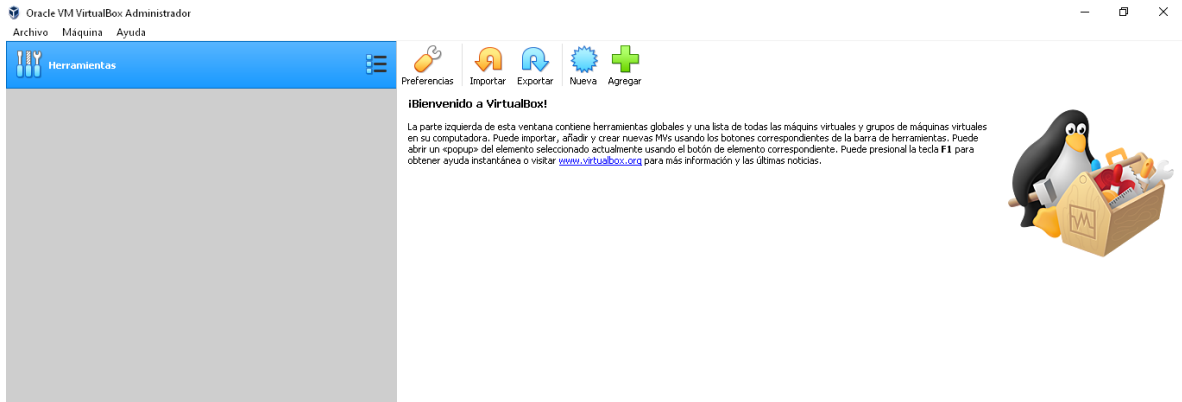 Oracle VM VirtualBox Administrador
Archivo Máquina Ayuda
Herramientas
Preferencias Importar Exportar Nueva Agregar
¡Bienvenido a VirtualBox!
La parte izquierda de esta ventana contiene herramientas globales y una lista de todas las máquins virtuales y grupos de máquinas virtuales
en su computadora. Puede importar, añadir y crear nuevas MVs usando los botones correspondientes de la barra de herramientas. Puede
abrir un «popup» del elemento seleccionado actualmente usando el botón de elemento correspondiente. Puede presional la tecla F1 para
obtener ayuda instantánea o visitar www.virtualbox.org para más información y las últimas noticias.